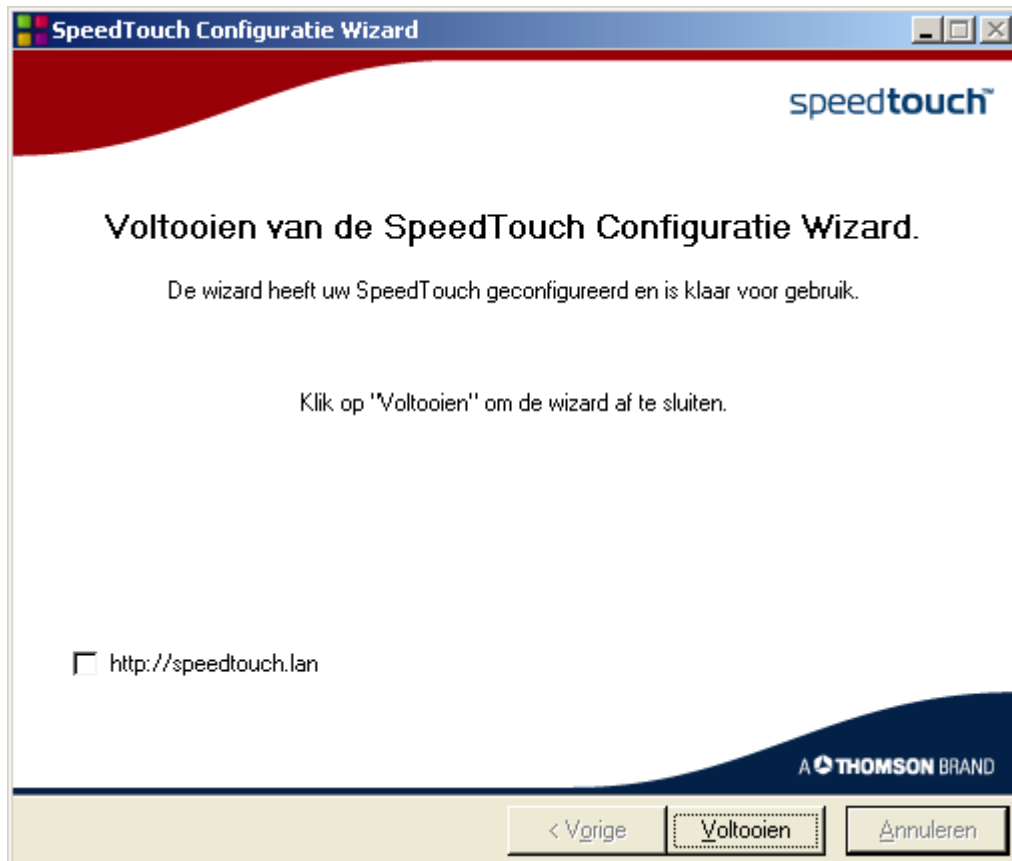 SpeedTouch Configuratie Wizard
speedtouch™
Voltooien van de SpeedTouch Configuratie Wizard.
De wizard heeft uw SpeedTouch geconfigureerd en is klaar voor gebruik.
Klik op "Voltooien" om de wizard af te sluiten.
http://speedtouch.lan
A THOMSON BRAND
< Vorige Voltooien Annuleren